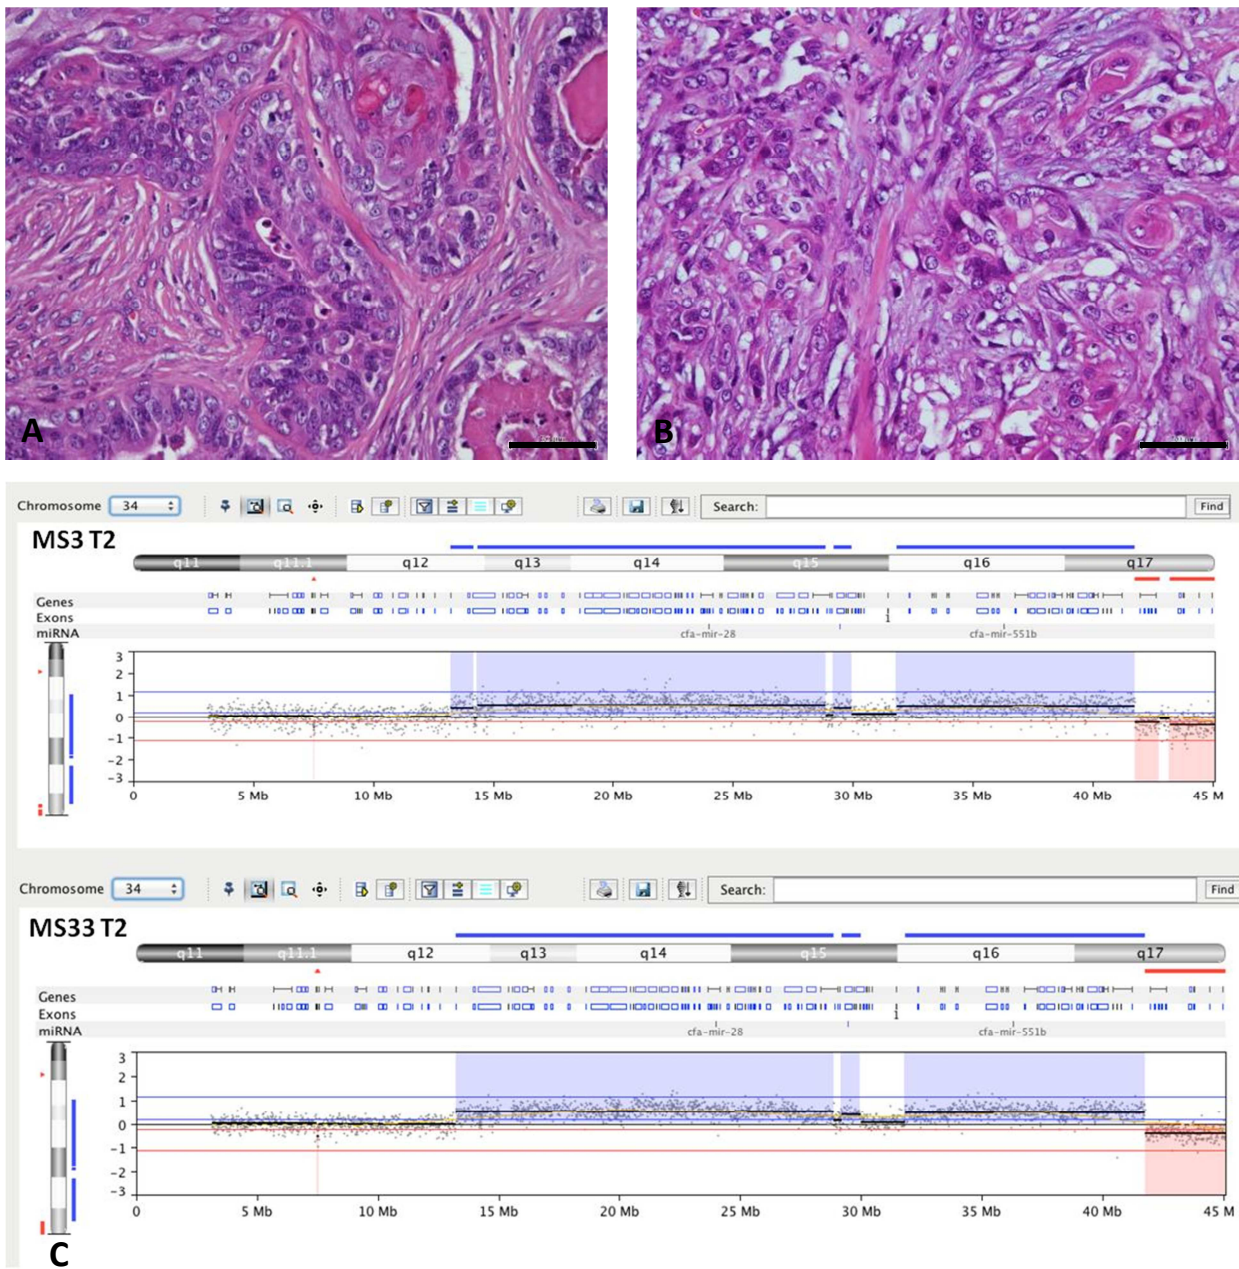 A
B
Chromosome 34 Search: Find
MS3 T2
q11 q11.1 q12 q13 q14 q15 q16 q17
Genes
Exons
miRNA
cfa-mir-28 cfa-mir-551b
3
2
1
0
-1
-2
-3
0 5 Mb 10 Mb 15 Mb 20 Mb 25 Mb 30 Mb 35 Mb 40 Mb 45 M
Chromosome 34 Search: Find
MS33 T2
q11 q11.1 q12 q13 q14 q15 q16 q17
Genes
Exons
miRNA
cfa-mir-28 cfa-mir-551b
3
2
1
0
-1
-2
-3
0 5 Mb 10 Mb 15 Mb 20 Mb 25 Mb 30 Mb 35 Mb 40 Mb 45 M
C